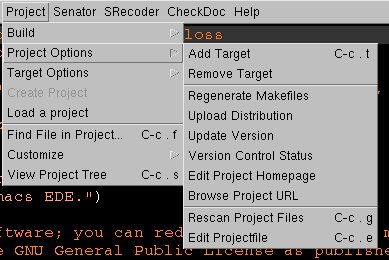 Project Senator SRecoder CheckDoc Help
Build
loss
Project Options
Add Target C-c . t
Target Options
Remove Target
Create Project
Regenerate Makefiles
Load a project
Upload Distribution
Find File in Project... C-c . f
Update Version
Customize
Version Control Status
View Project Tree C-c . s
Edit Project Homepage
macs EDE.")
Browse Project URL
Rescan Project Files C-c . g
ftware; you can red
Edit Projectfile C-c . e
m
e GNU General Public License as publishe